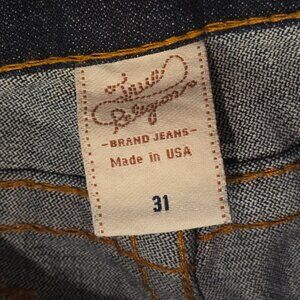 True
Religion
-BRAND JEANS-
Made in USA
31